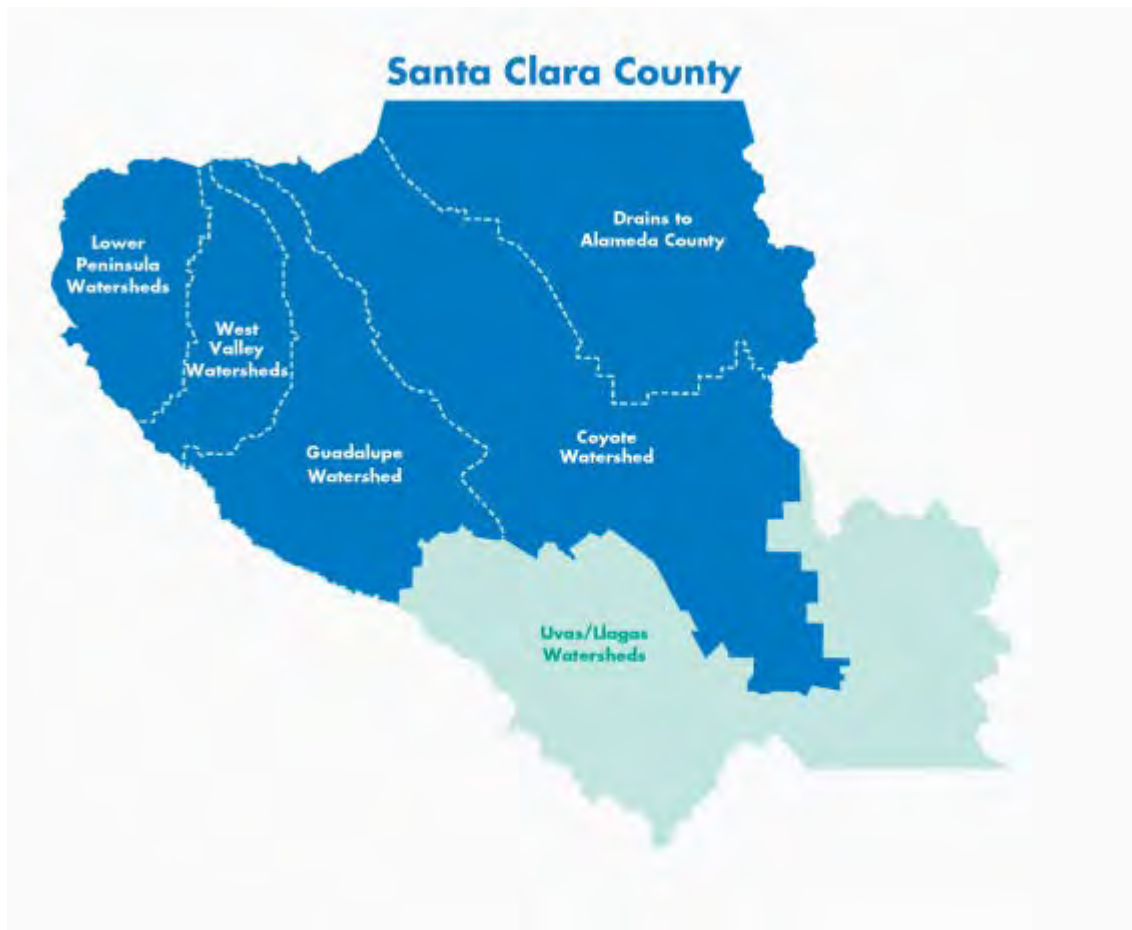 Santa Clara County
Drains to
Alameda County
Lower
Peninsula
Watersheds
West
Valley
Watersheds
Guadalupe
Watershed
Coyote
Watershed
Uvas/Llagas
Watersheds